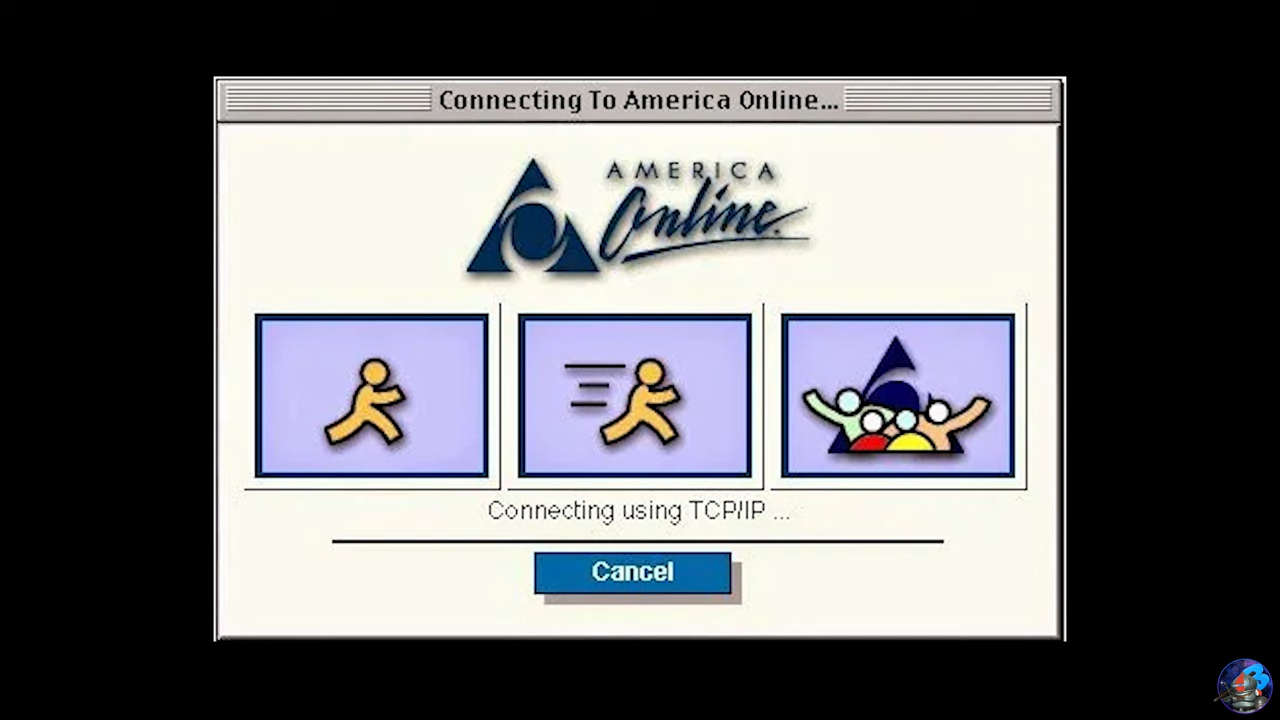 Connecting To America Online...
AMERICA
Online.
Connecting using TCP/IP ...
Cancel